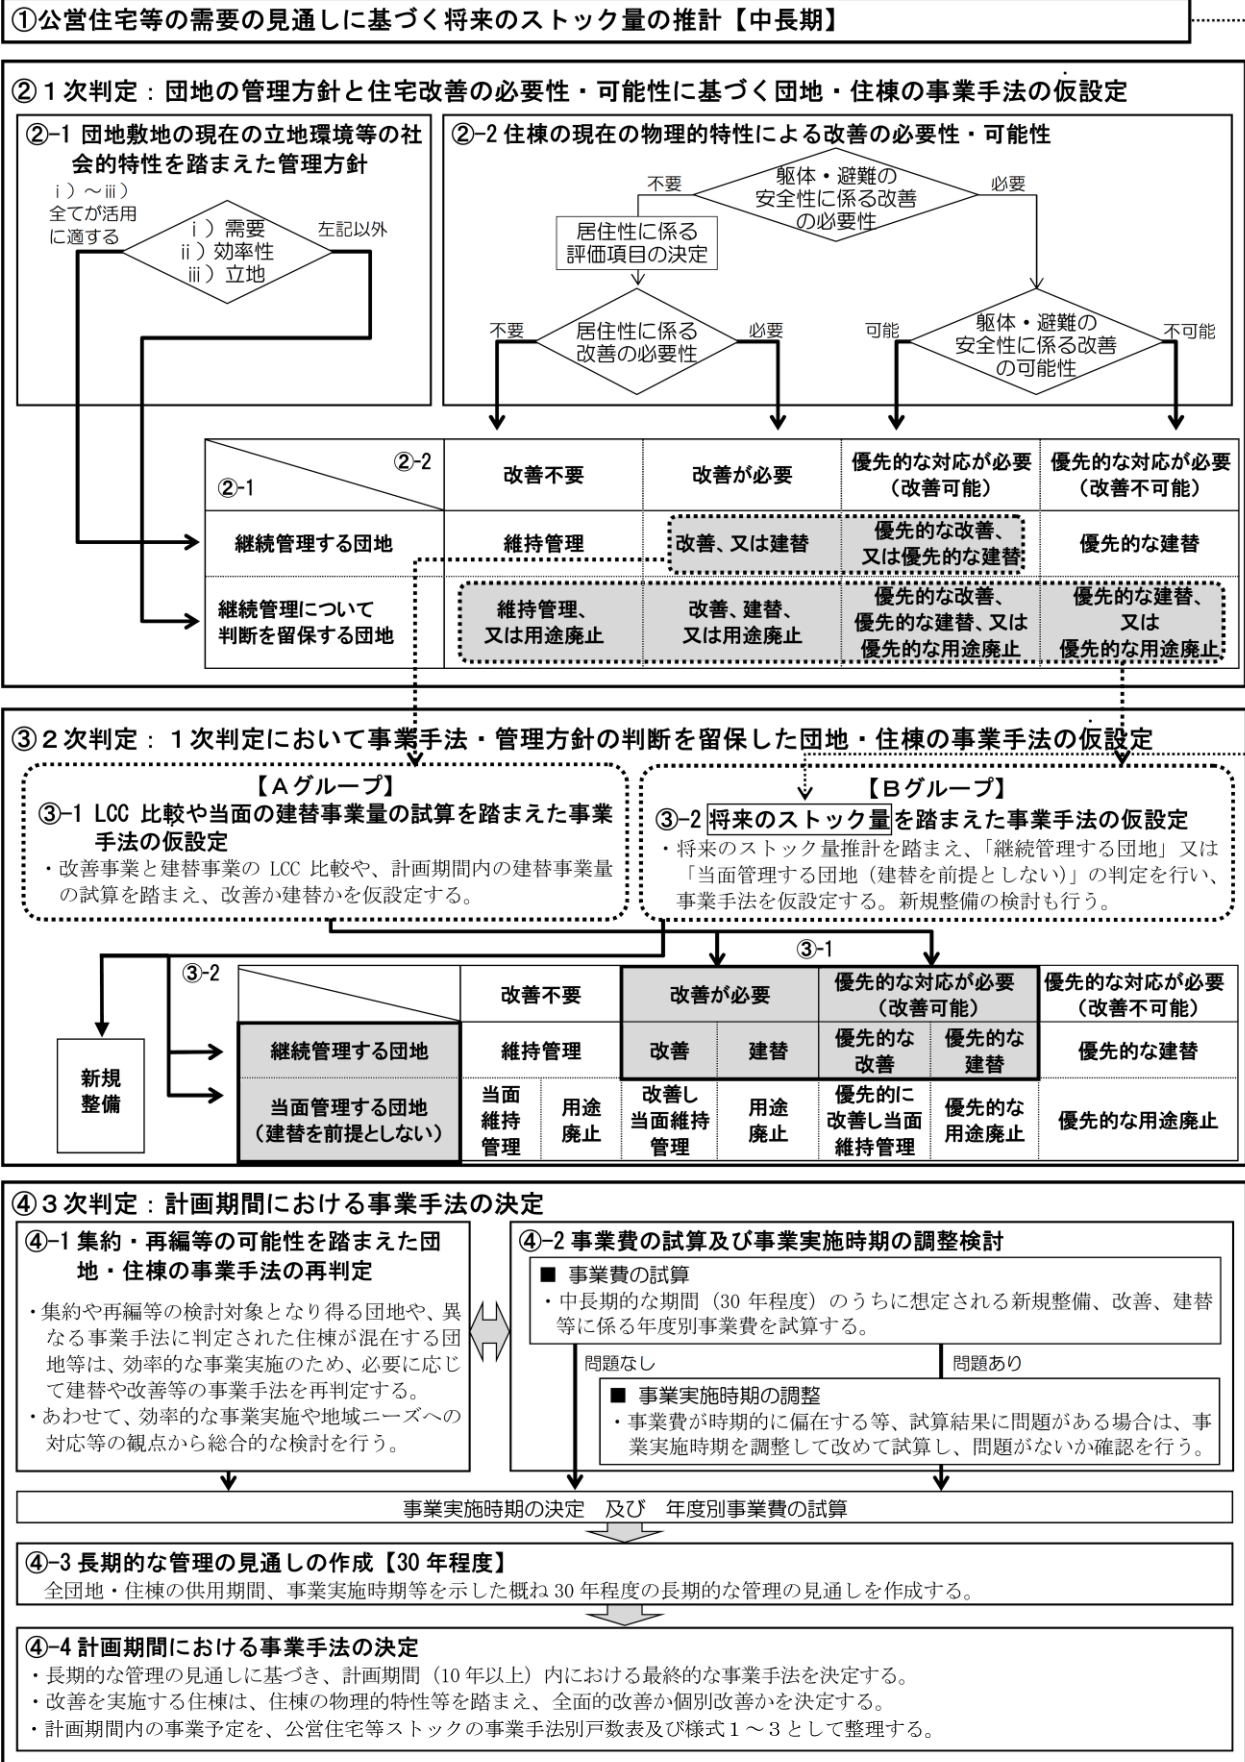 ①公営住宅等の需要の見通しに基づく将来のストック量の推計【中長期】
②１次判定：団地の管理方針と住宅改善の必要性・可能性に基づく団地・住棟の事業手法の仮設定
②-1 団地敷地の現在の立地環境等の社
会的特性を踏まえた管理方針
ⅰ）～ⅲ）
全てが活用
に適する
ⅰ）需要
ⅱ）効率性
ⅲ）立地
左記以外
②-2 住棟の現在の物理的特性による改善の必要性・可能性
不要
躯体・避難の
安全性に係る改善
の必要性
必要
居住性に係る
評価項目の決定
不要
居住性に係る
改善の必要性
必要
可能
躯体・避難の
安全性に係る改善
の可能性
不可能
②-2
②-1
改善不要
改善が必要
優先的な対応が必要
（改善可能）
優先的な対応が必要
（改善不可能）
継続管理する団地
維持管理
改善、又は建替
優先的な改善、
又は優先的な建替
優先的な建替
継続管理について
判断を留保する団地
維持管理、
又は用途廃止
改善、建替、
又は用途廃止
優先的な改善、
優先的な建替、又は
優先的な用途廃止
優先的な建替、
又は
優先的な用途廃止
③２次判定：１次判定において事業手法・管理方針の判断を留保した団地・住棟の事業手法の仮設定
【Ａグループ】
③-1 LCC 比較や当面の建替事業量の試算を踏まえた事業
手法の仮設定
・改善事業と建替事業の LCC 比較や、計画期間内の建替事業量
の試算を踏まえ、改善か建替かを仮設定する。
【Ｂグループ】
③-2 将来のストック量を踏まえた事業手法の仮設定
・将来のストック量推計を踏まえ、「継続管理する団地」又は
「当面管理する団地（建替を前提としない）」の判定を行い、
事業手法を仮設定する。新規整備の検討も行う。
③-1
③-2
新規
整備
改善不要
改善が必要
優先的な対応が必要
（改善可能）
優先的な対応が必要
（改善不可能）
継続管理する団地
維持管理
改善
建替
優先的な
改善
優先的な
建替
優先的な建替
当面管理する団地
（建替を前提としない）
当面
維持
管理
用途
廃止
改善し
当面維持
管理
用途
廃止
優先的に
改善し当面
維持管理
優先的な
用途廃止
優先的な用途廃止
④３次判定：計画期間における事業手法の決定
④-1 集約・再編等の可能性を踏まえた団
地・住棟の事業手法の再判定
・集約や再編等の検討対象となり得る団地や、異
なる事業手法に判定された住棟が混在する団
地等は、効率的な事業実施のため、必要に応じ
て建替や改善等の事業手法を再判定する。
・あわせて、効率的な事業実施や地域ニーズへの
対応等の観点から総合的な検討を行う。
④-2 事業費の試算及び事業実施時期の調整検討
■ 事業費の試算
・中長期的な期間（30 年程度）のうちに想定される新規整備、改善、建替
等に係る年度別事業費を試算する。
問題なし
問題あり
■ 事業実施時期の調整
・事業費が時期的に偏在する等、試算結果に問題がある場合は、事
業実施時期を調整して改めて試算し、問題がないか確認を行う。
事業実施時期の決定 及び 年度別事業費の試算
④-3 長期的な管理の見通しの作成【30 年程度】
全団地・住棟の供用期間、事業実施時期等を示した概ね 30 年程度の長期的な管理の見通しを作成する。
④-4 計画期間における事業手法の決定
・長期的な管理の見通しに基づき、計画期間（10 年以上）内における最終的な事業手法を決定する。
・改善を実施する住棟は、住棟の物理的特性等を踏まえ、全面的改善か個別改善かを決定する。
・計画期間内の事業予定を、公営住宅等ストックの事業手法別戸数表及び様式１～３として整理する。